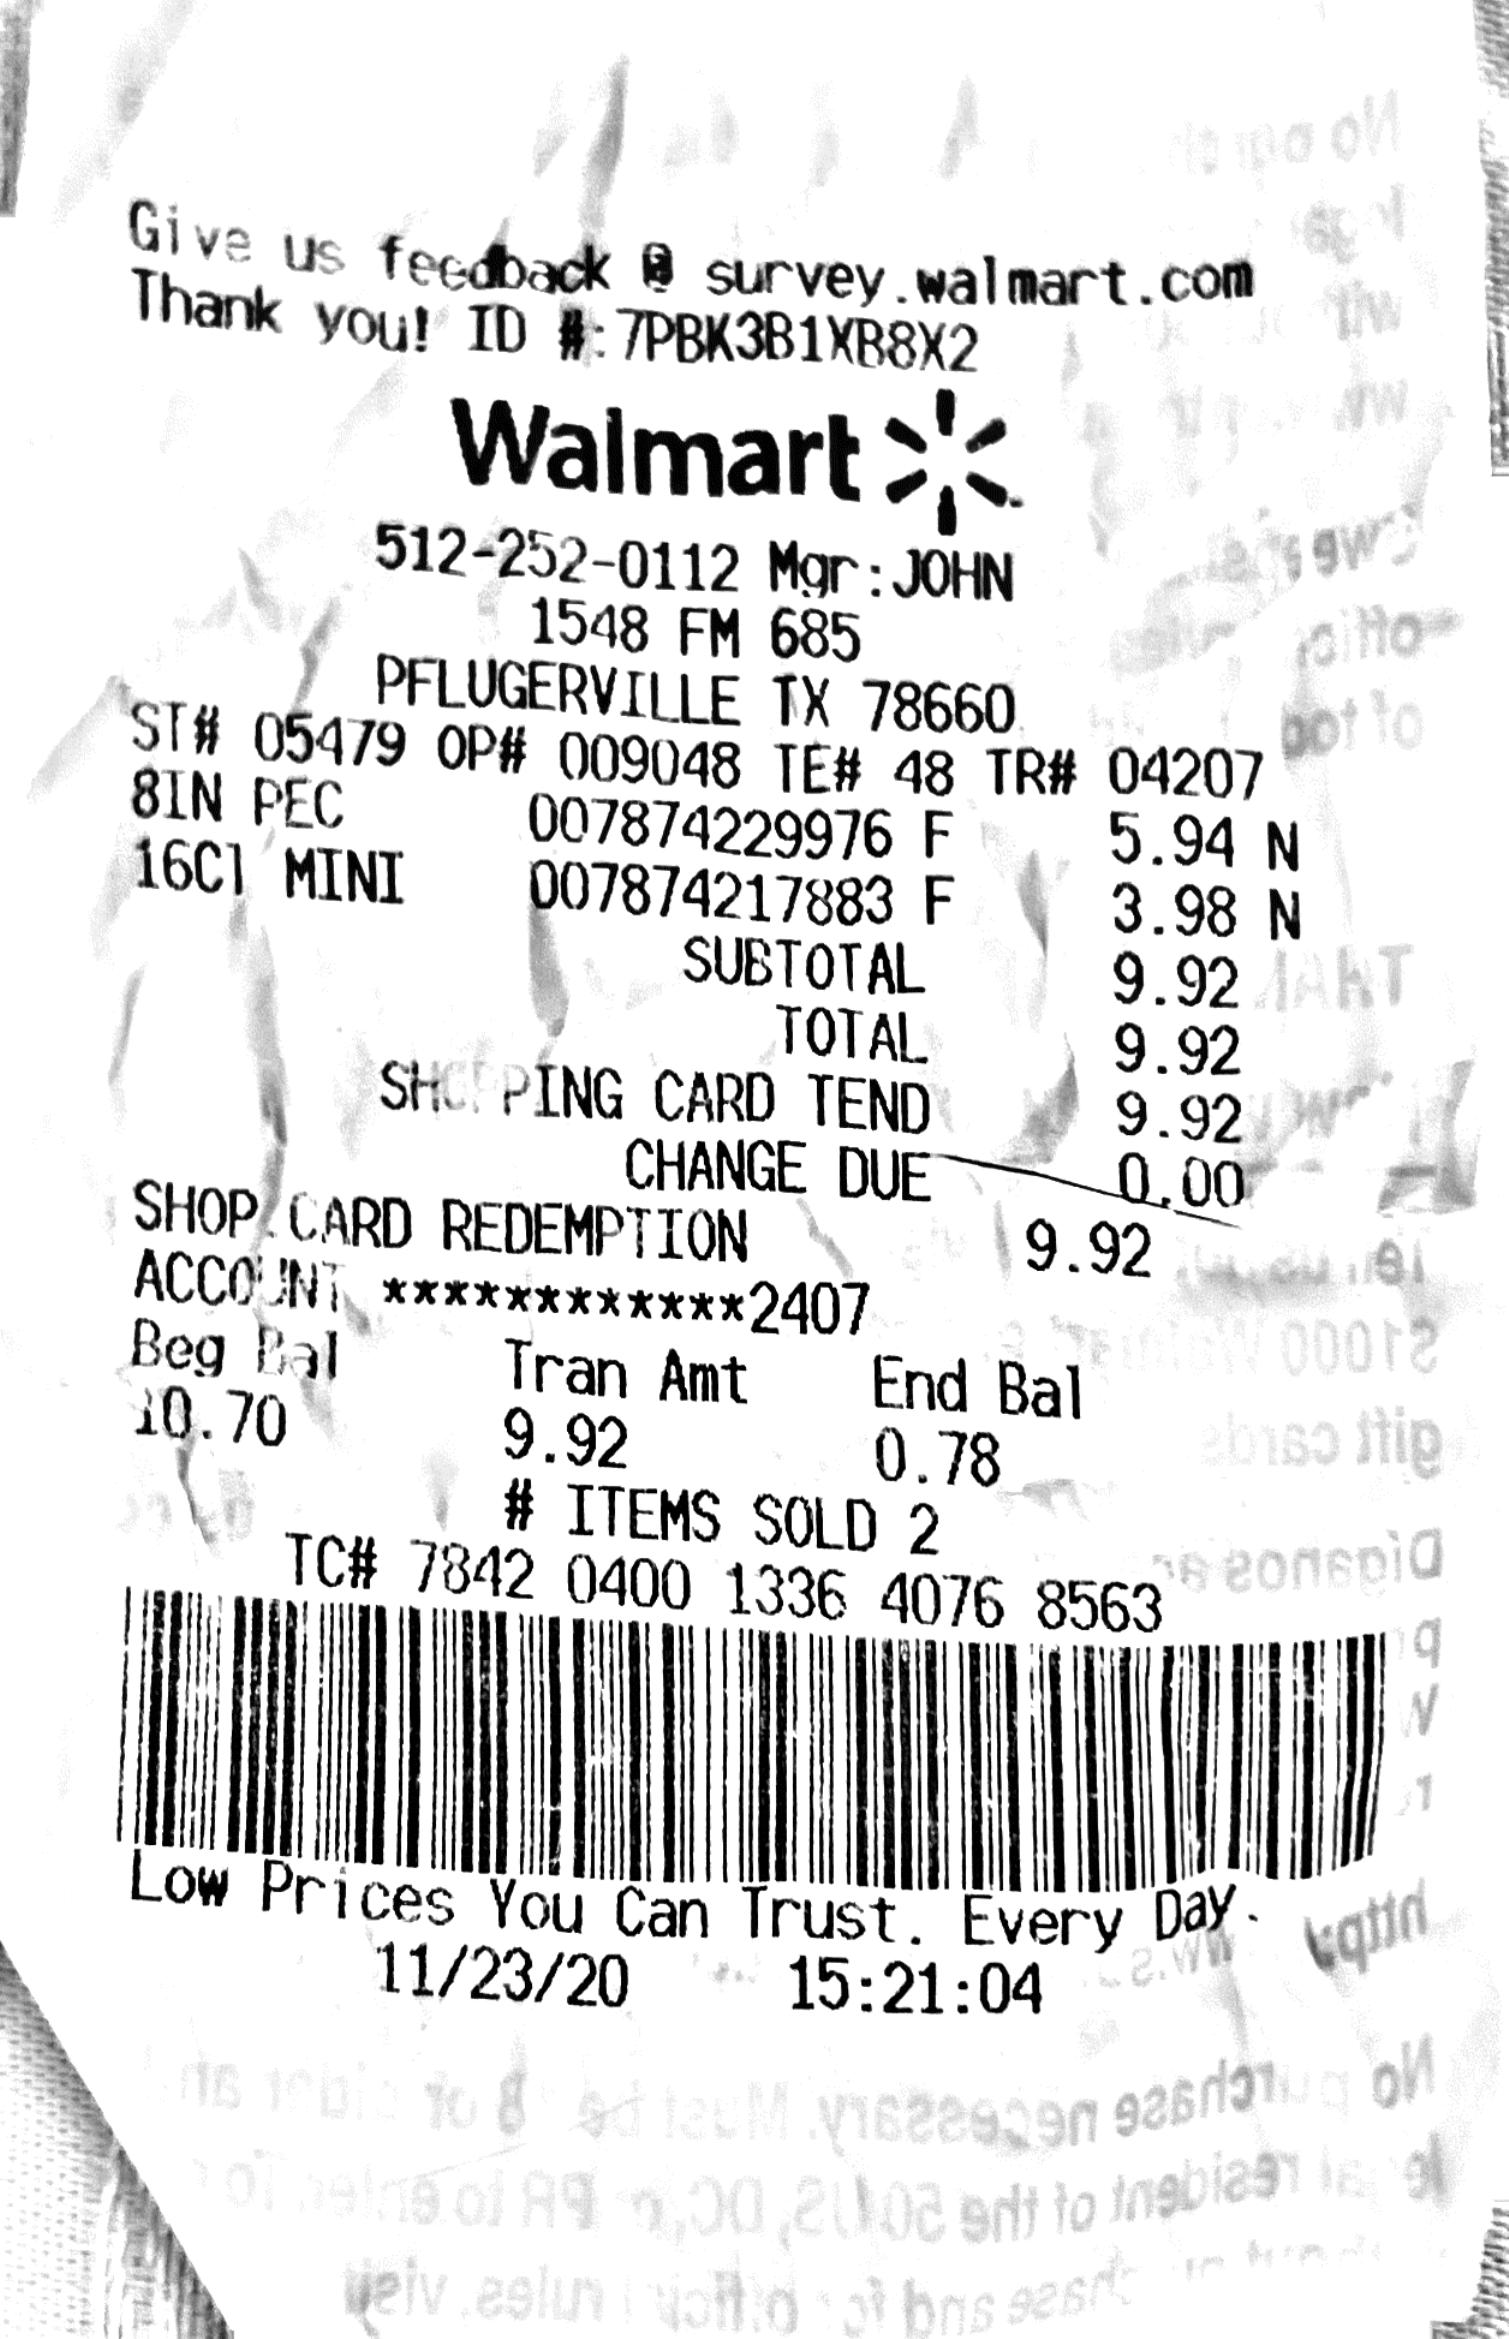 Give us feedback @ survey.walmart.com
Thank you! ID #:7PBK3B1XB8X2
Walmart
512-252-0112 Mgr:JOHN
1548 FM 685
PFLUGERVILLE TX 78660
ST# 05479 OP# 009048 TE# 48 TR# 04207
8IN PEC 007874229976 F 5.94 N
16CT MINI 007874217883 F 3.98 N
SUBTOTAL 9.92
TOTAL 9.92
SHOPPING CARD TEND 9.92
CHANGE DUE 0.00
SHOP CARD REDEMPTION 9.92
ACCOUNT ************2407
Beg Bal Tran Amt End Bal
10.70 9.92 0.78
# ITEMS SOLD 2
TC# 7842 0400 1336 4076 8563
Low Prices You Can Trust. Every Day.
11/23/20 15:21:04